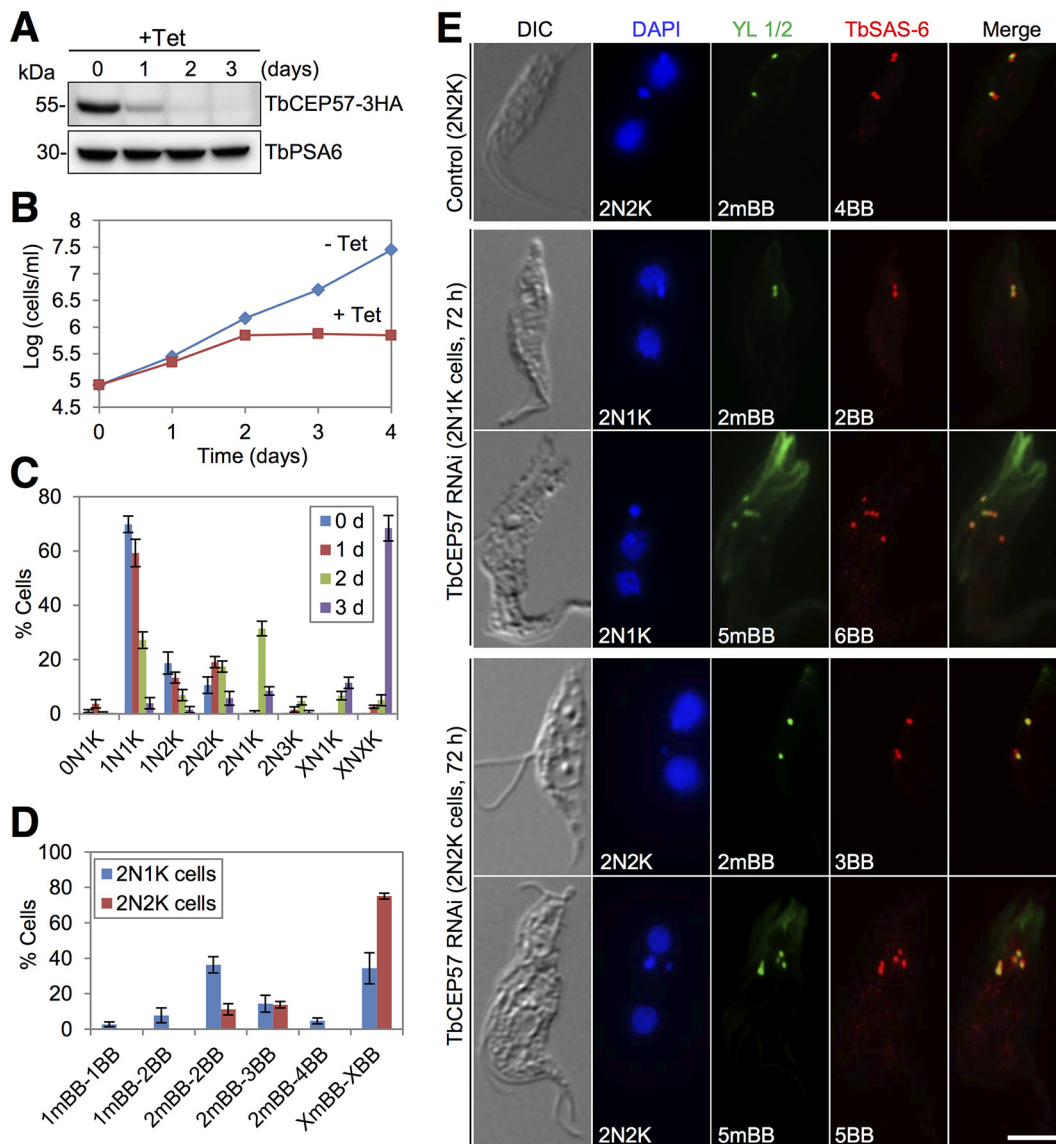 A
+Tet
kDa
0 1 2 3 (days)
55-
TbCEP57-3HA
30-
TbPSA6
B
8
7.5
7
6.5
6
5.5
5
4.5
Log (cells/ml)
- Tet
+ Tet
0 1 2 3 4
Time (days)
C
80
60
40
20
0
% Cells
0 d
1 d
2 d
3 d
0N1K
1N1K
1N2K
2N2K
2N1K
2N3K
XN1K
XNXK
D
100
80
60
40
20
0
% Cells
2N1K cells
2N2K cells
1mBB-1BB
1mBB-2BB
2mBB-2BB
2mBB-3BB
2mBB-4BB
XmBB-XBB
E
DIC DAPI YL 1/2 TbSAS-6 Merge
Control (2N2K)
2N2K 2mBB 4BB
TbCEP57 RNAi (2N1K cells, 72 h)
2N1K 2mBB 2BB
2N1K 5mBB 6BB
TbCEP57 RNAi (2N2K cells, 72 h)
2N2K 2mBB 3BB
2N2K 5mBB 5BB